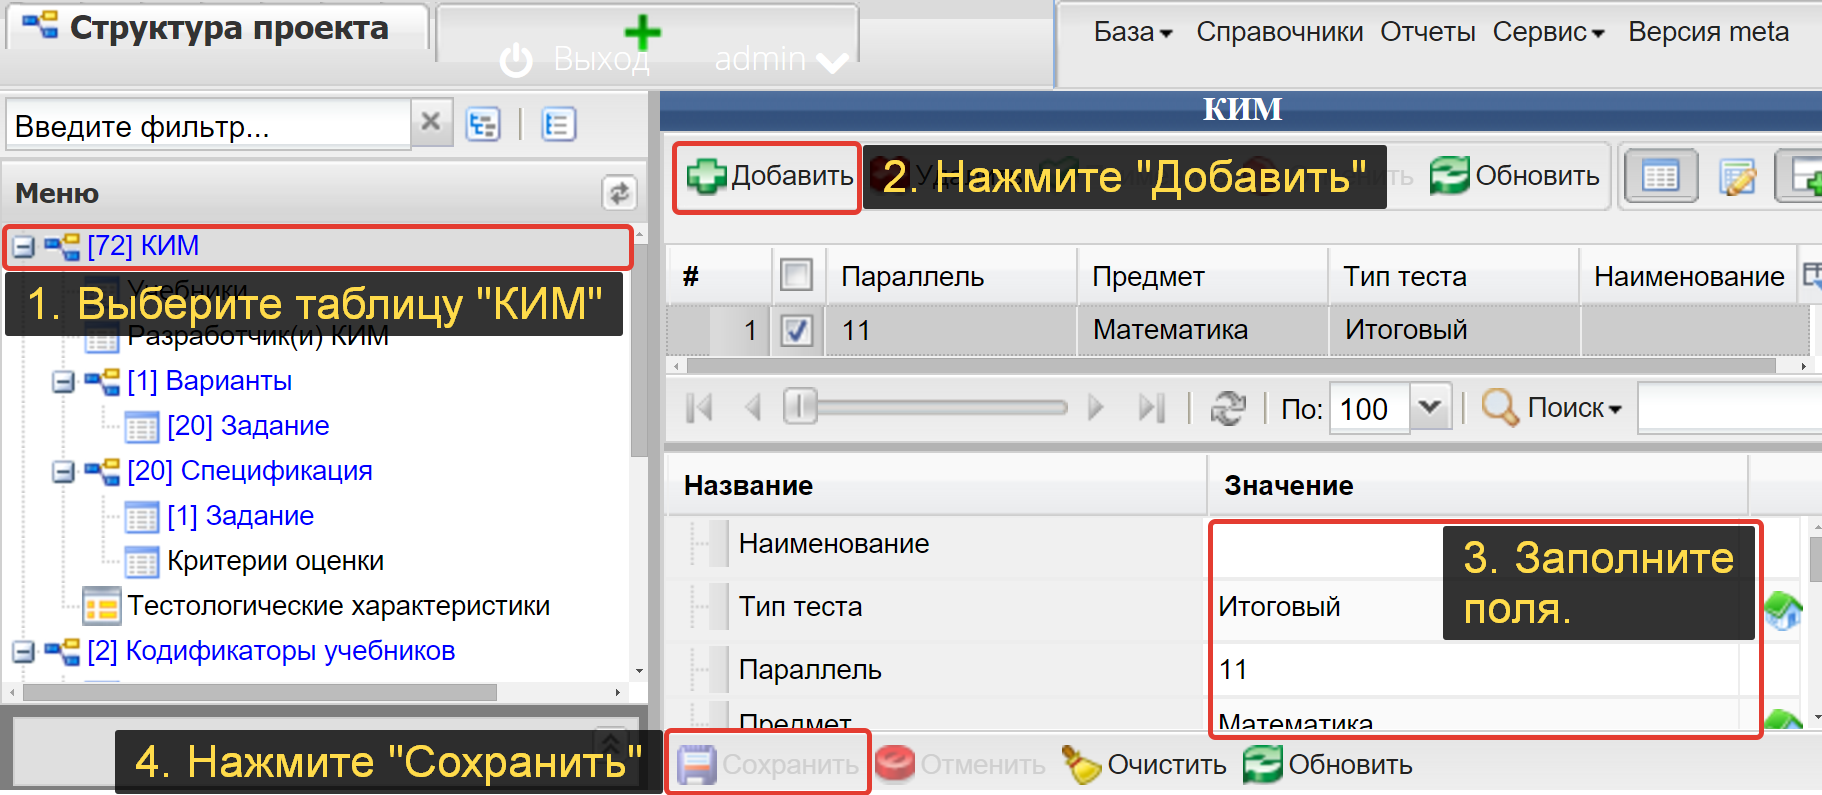 Структура проекта
Выход admin
База Справочники Отчеты Сервис Версия meta
Введите фильтр...
КИМ
Добавить
2. Нажмите "Добавить"
Обновить
Меню
[72] КИМ
1. Выберите таблицу "КИМ"
Учебники
Разработчик(и) КИМ
[1] Варианты
[20] Задание
[20] Спецификация
[1] Задание
Критерии оценки
Тестологические характеристики
[2] Кодификаторы учебников
# Параллель Предмет Тип теста Наименование
1 11 Математика Итоговый
По: 100 Поиск
Название Значение
Наименование
Тип теста Итоговый
Параллель 11
Предмет Математика
3. Заполните
поля.
4. Нажмите "Сохранить"
Сохранить Отменить Очистить Обновить